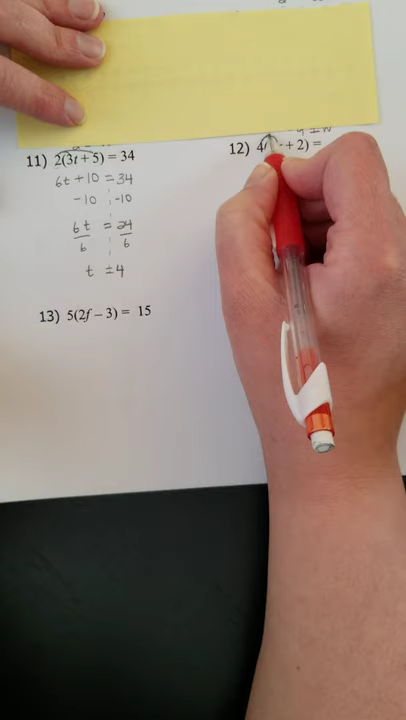 11) 2(3t + 5) = 34
6t + 10 = 34
-10 -10
6t = 24
6 6
t = 4
12) 4( + 2) =
13) 5(2f – 3) = 15